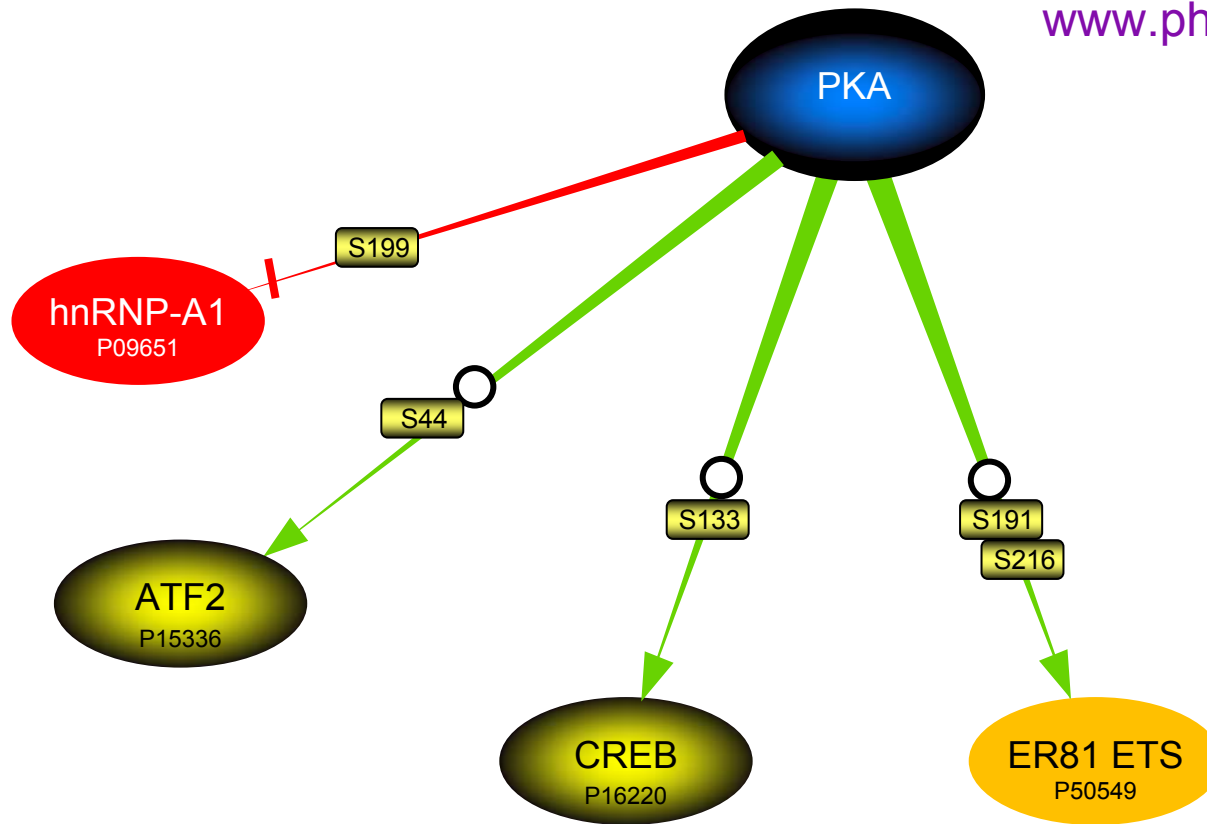 www.ph
PKA
S199
hnRNP-A1
P09651
S44
S133
S191
S216
ATF2
P15336
CREB
P16220
ER81 ETS
P50549